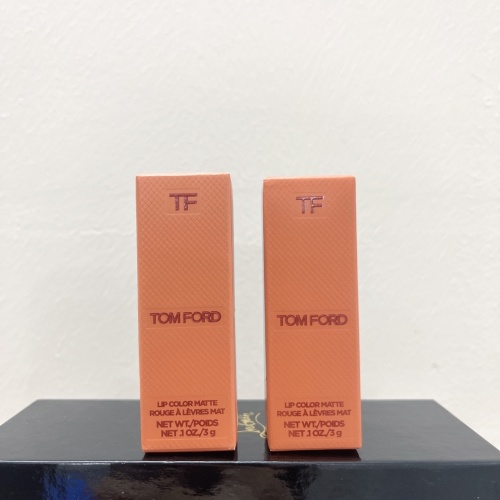 TF
TOM FORD
LIP COLOR MATTE
ROUGE À LÈVRES MAT
NET WT./POIDS
NET .1 OZ./3 g
TF
TOM FORD
LIP COLOR MATTE
ROUGE À LÈVRES MAT
NET WT./POIDS
NET .1 OZ./3 g